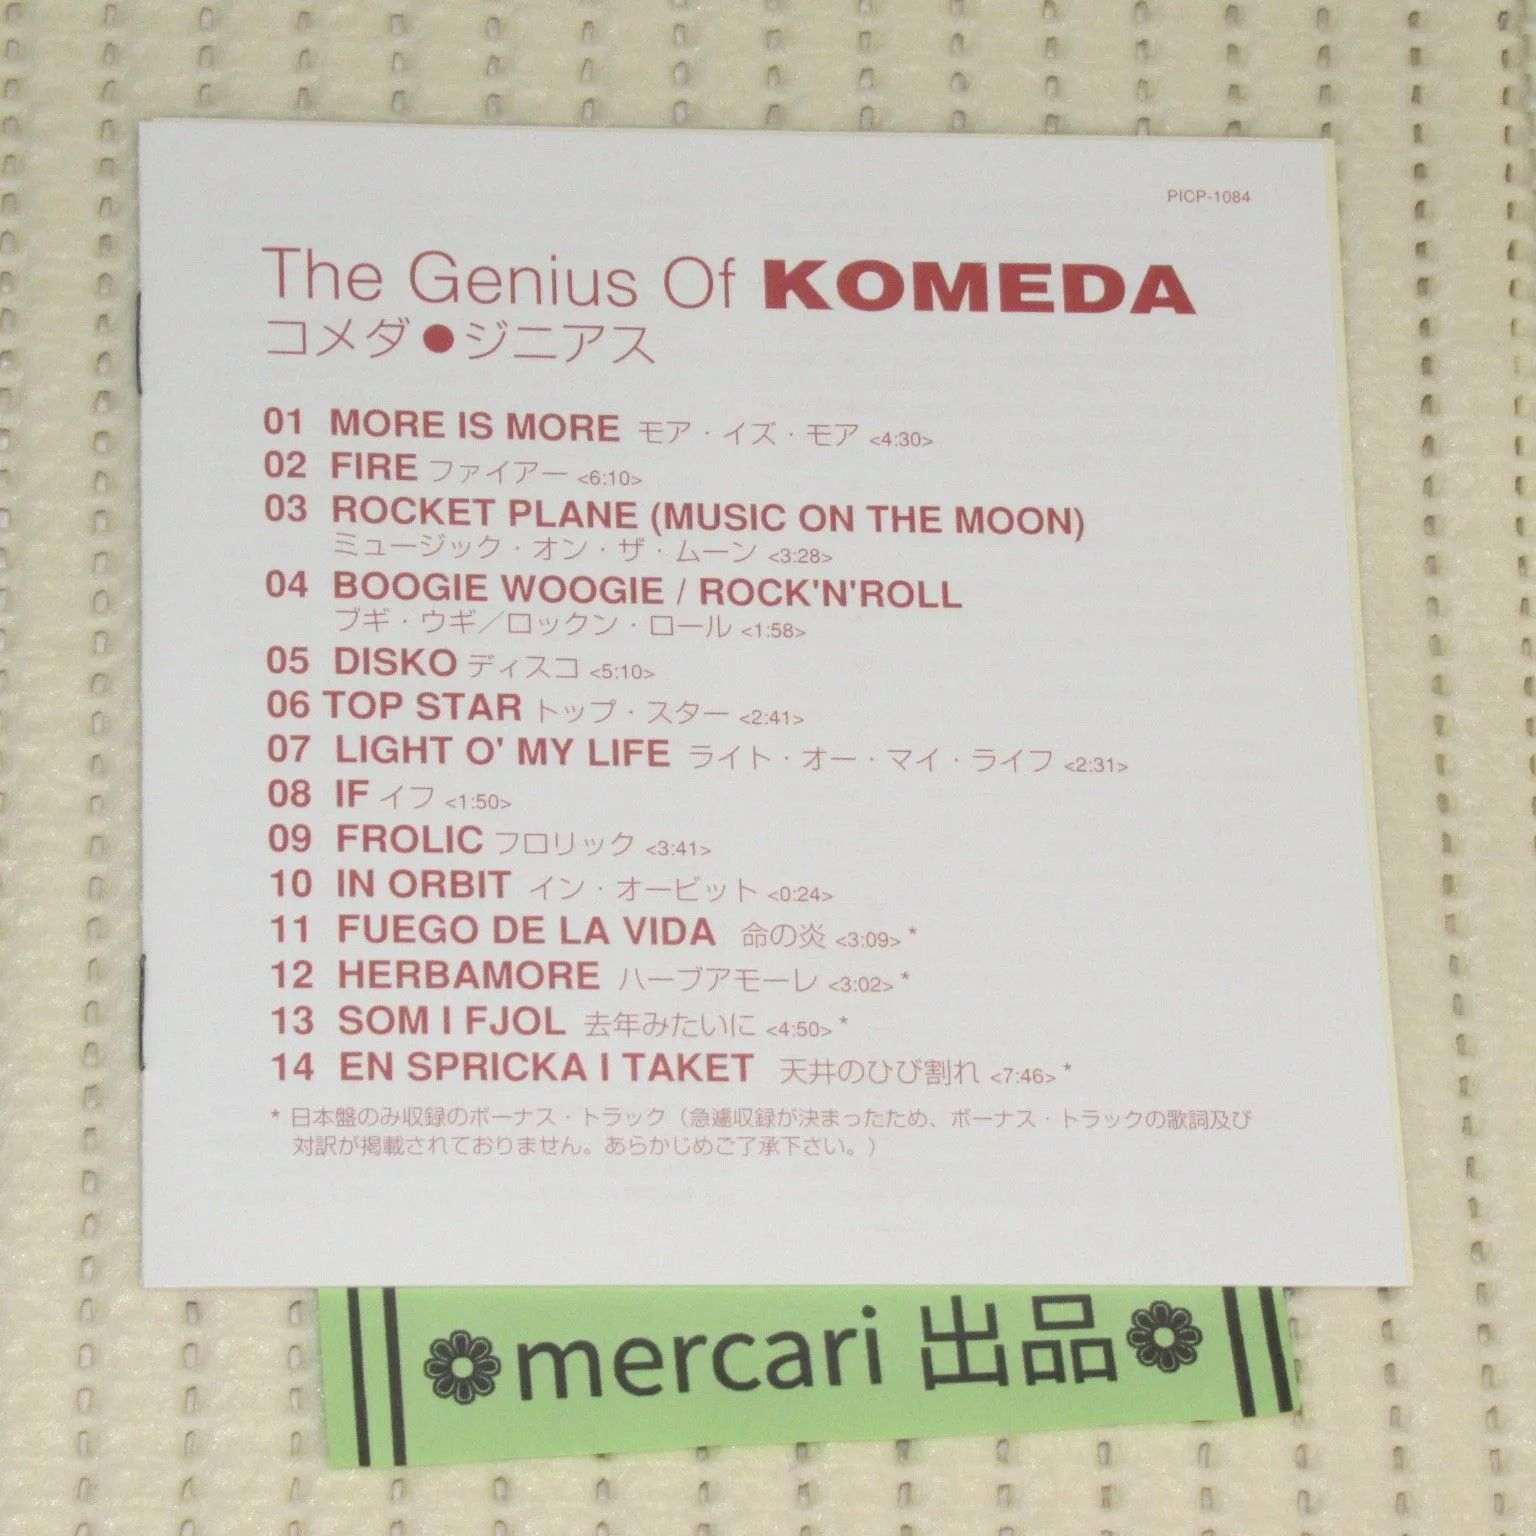 PICP-1084
The Genius Of KOMEDA
コメダ●ジニアス
01 MORE IS MORE モア・イズ・モア <4:30>
02 FIRE ファイアー <6:10>
03 ROCKET PLANE (MUSIC ON THE MOON)
ミュージック・オン・ザ・ムーン <3:28>
04 BOOGIE WOOGIE / ROCK'N'ROLL
ブギ・ウギ／ロックン・ロール <1:58>
05 DISKO ディスコ <5:10>
06 TOP STAR トップ・スター <2:41>
07 LIGHT O' MY LIFE ライト・オー・マイ・ライフ <2:31>
08 IF イフ <1:50>
09 FROLIC フロリック <3:41>
10 IN ORBIT イン・オービット <0:24>
11 FUEGO DE LA VIDA 命の炎 <3:09> *
12 HERBAMORE ハーブアモーレ <3:02> *
13 SOM I FJOL 去年みたいに <4:50> *
14 EN SPRICKA I TAKET 天井のひび割れ <7:46> *
* 日本盤のみ収録のボーナス・トラック（急遽収録が決まったため、ボーナス・トラックの歌詞及び
対訳が掲載されておりません。あらかじめご了承下さい。）
mercari 出品